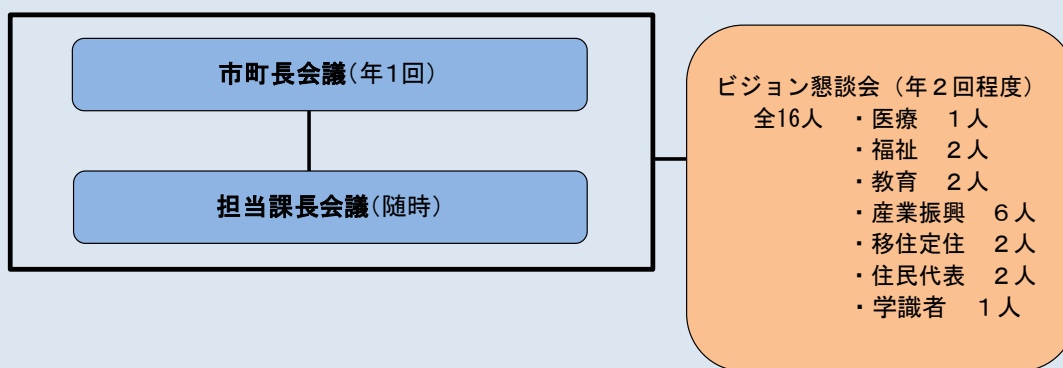 市町長会議(年１回)
担当課長会議(随時)
ビジョン懇談会（年２回程度）
全16人　・医療　１人
・福祉　２人
・教育　２人
・産業振興　６人
・移住定住　２人
・住民代表　２人
・学識者　１人